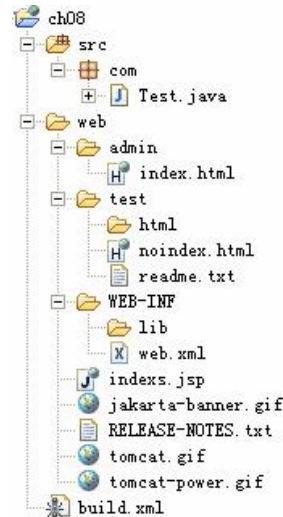 ch08
src
com
Test.java
web
admin
index.html
test
html
noindex.html
readme.txt
WEB-INF
lib
web.xml
indexs.jsp
jakarta-banner.gif
RELEASE-NOTES.txt
tomcat.gif
tomcat-power.gif
build.xml